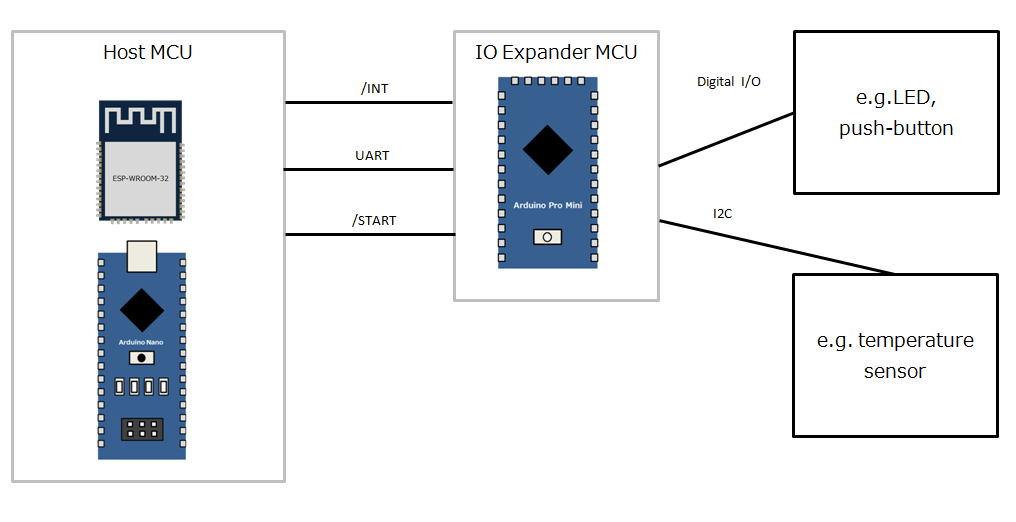 Host MCU
ESP-WROOM-32
Arduino Nano
/INT
UART
/START
IO Expander MCU
Arduino Pro Mini
Digital I/O
I2C
e.g.LED,
push-button
e.g. temperature
sensor